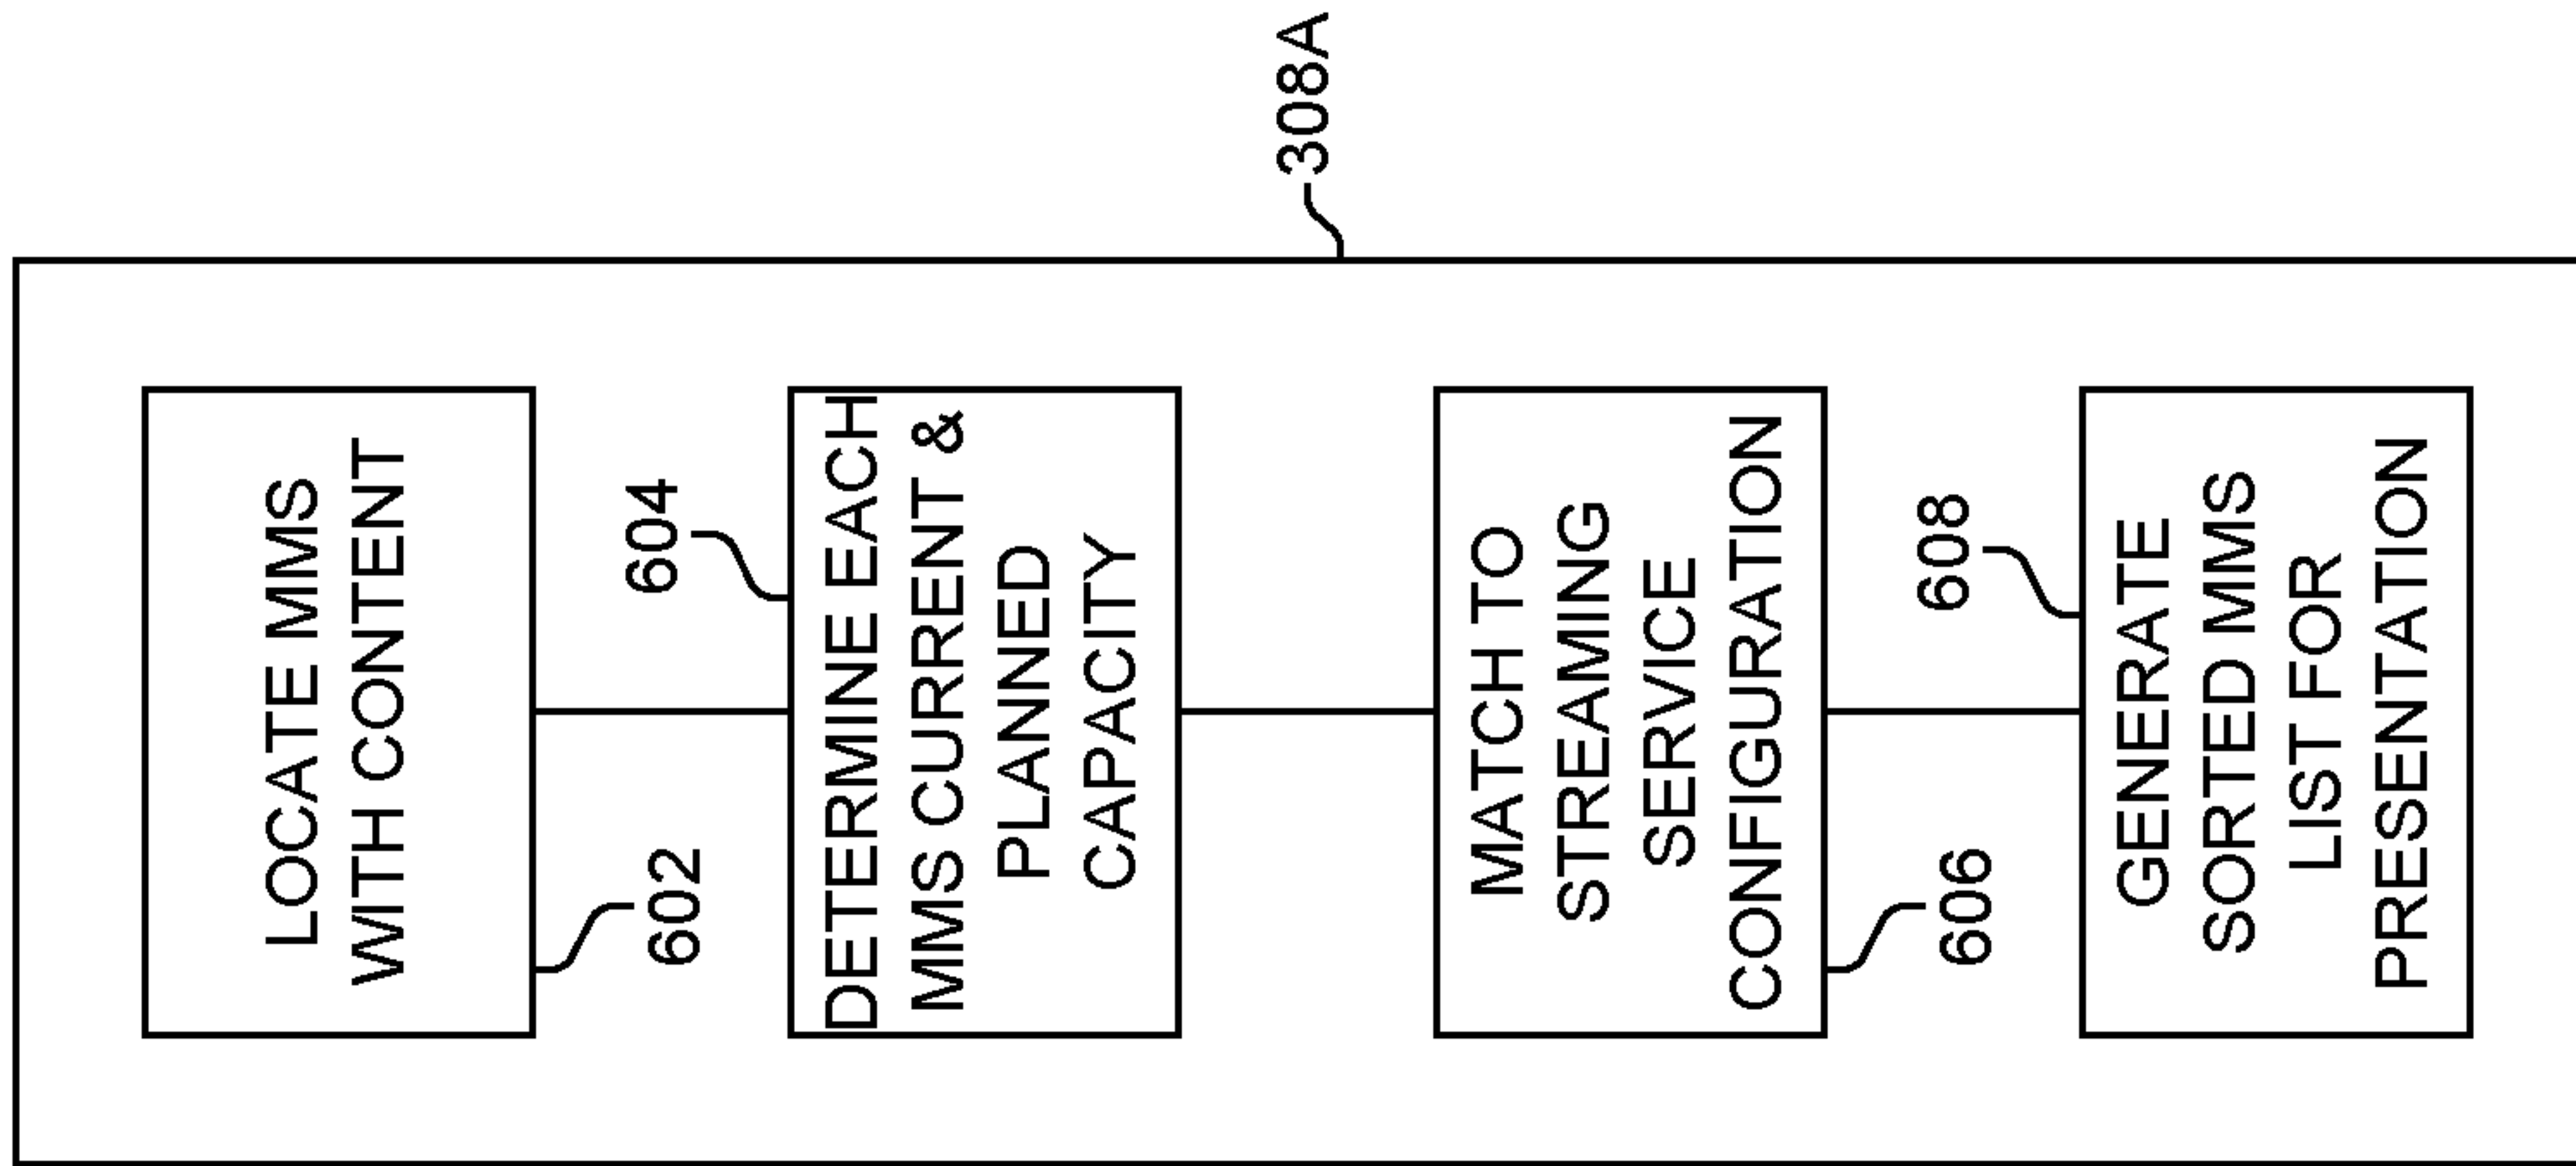 308A
LOCATE MMS
WITH CONTENT
602
604
DETERMINE EACH
MMS CURRENT &
PLANNED
CAPACITY
MATCH TO
STREAMING
SERVICE
CONFIGURATION
606
608
GENERATE
SORTED MMS
LIST FOR
PRESENTATION